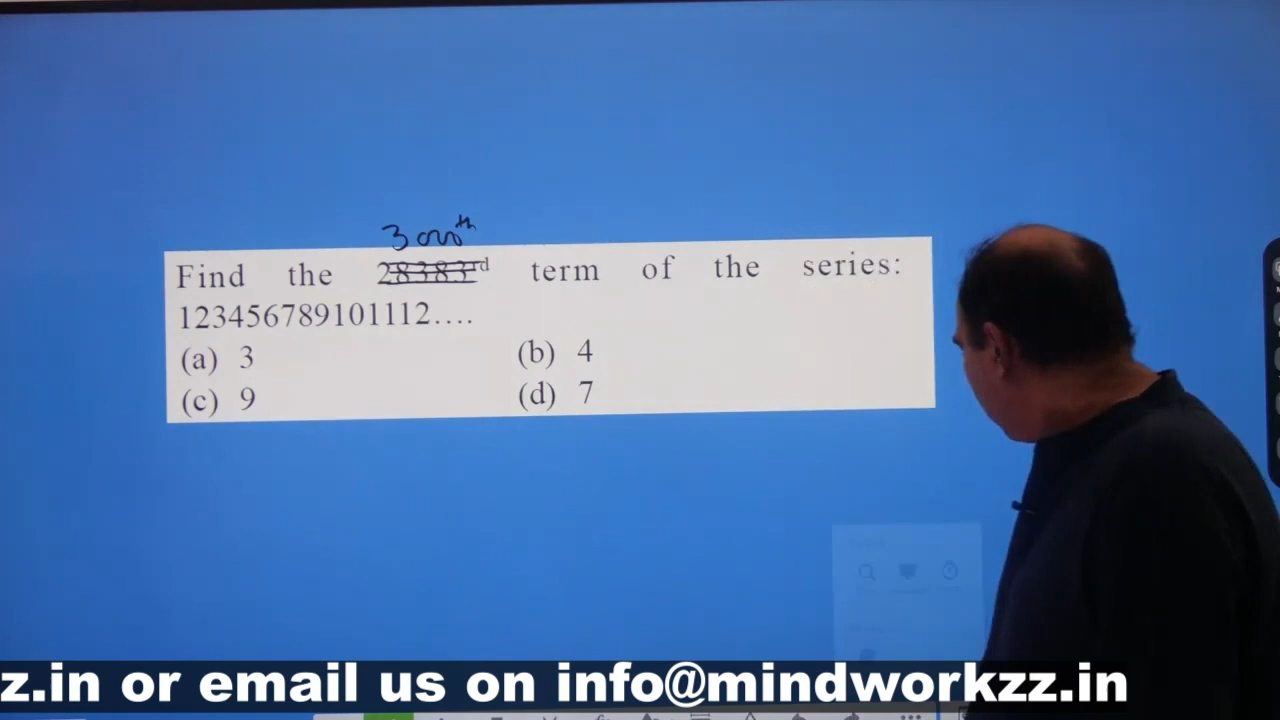 3000th
Find the 28383rd term of the series:
123456789101112....
(a) 3 (b) 4
(c) 9 (d) 7
z.in or email us on info@mindworkzz.in